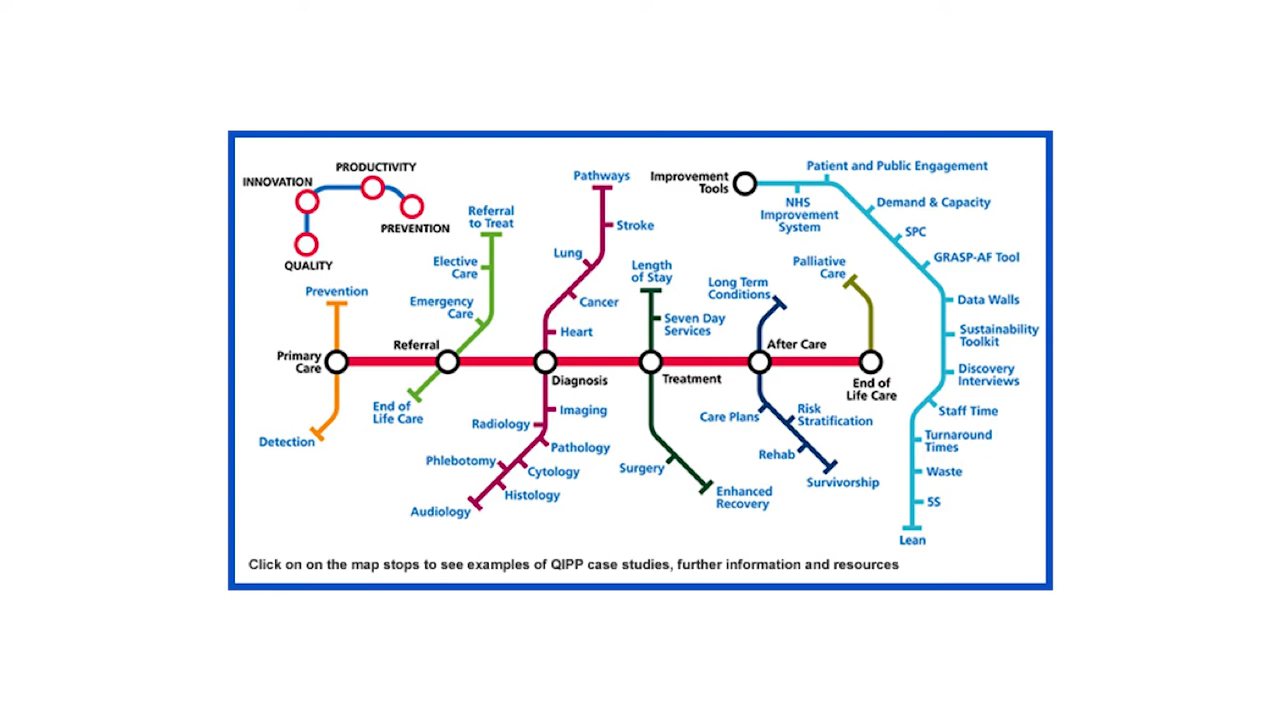 PRODUCTIVITY
INNOVATION
PREVENTION
QUALITY
Prevention
Primary
Care
Detection
Referral
to Treat
Elective
Care
Emergency
Care
Referral
End of
Life Care
Pathways
Stroke
Lung
Cancer
Heart
Diagnosis
Imaging
Radiology
Pathology
Phlebotomy
Cytology
Histology
Audiology
Length
of Stay
Seven Day
Services
Treatment
Surgery
Enhanced
Recovery
Long Term
Conditions
After Care
Care Plans
Risk
Stratification
Rehab
Survivorship
Palliative
Care
End of
Life Care
Improvement
Tools
Patient and Public Engagement
NHS
Improvement
System
Demand & Capacity
SPC
GRASP-AF Tool
Data Walls
Sustainability
Toolkit
Discovery
Interviews
Staff Time
Turnaround
Times
Waste
5S
Lean
Click on on the map stops to see examples of QIPP case studies, further information and resources